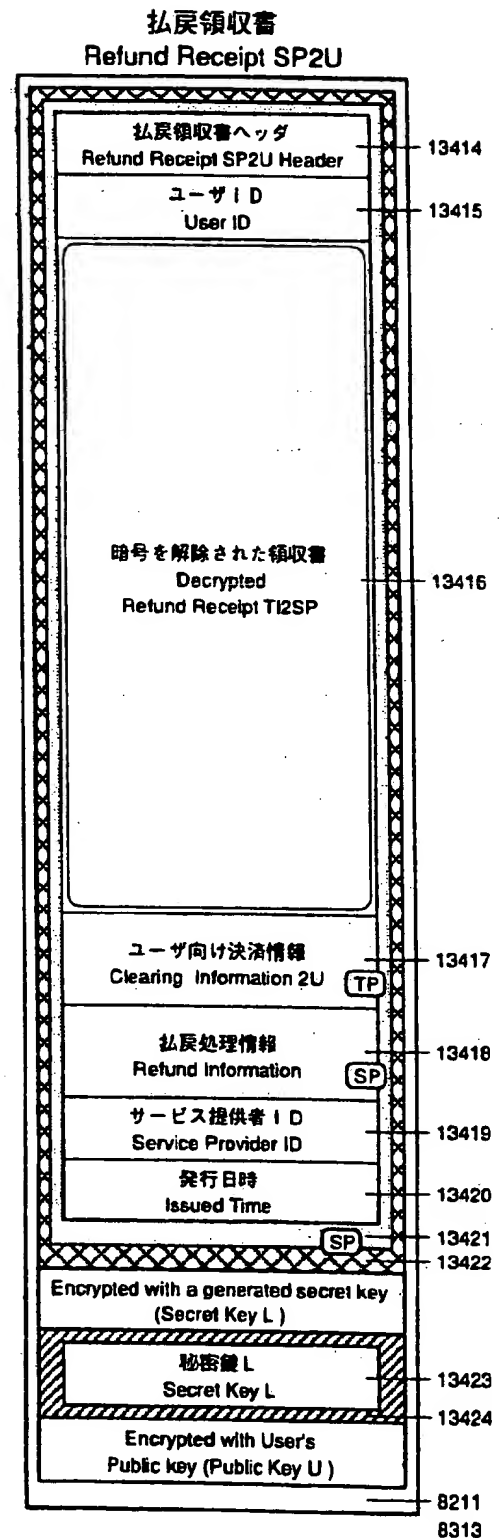 払戻領収書
Refund Receipt SP2U
払戻領収書ヘッダ
Refund Receipt SP2U Header
13414
ユーザID
User ID
13415
暗号を解除された領収書
Decrypted
Refund Receipt TI2SP
13416
ユーザ向け決済情報
Clearing Information 2U
TP
13417
払戻処理情報
Refund Information
SP
13418
サービス提供者ID
Service Provider ID
13419
発行日時
Issued Time
13420
SP
13421
13422
Encrypted with a generated secret key
(Secret Key L )
秘密鍵L
Secret Key L
13423
13424
Encrypted with User's
Public key (Public Key U )
8211
8313